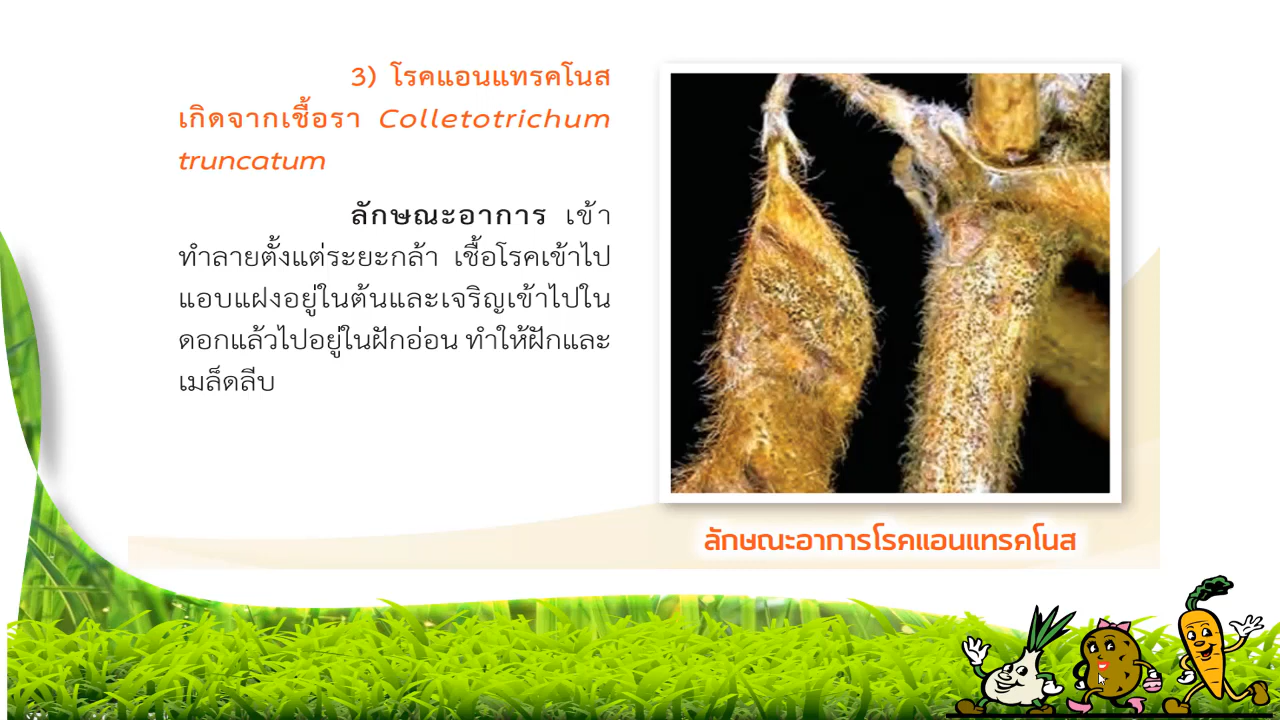 3) โรคแอนแทรคโนส
เกิดจากเชื้อรา Colletotrichum
truncatum
ลักษณะอาการ เข้า
ทำลายตั้งแต่ระยะกล้า เชื้อโรคเข้าไป
แอบแฝงอยู่ในต้นและเจริญเข้าไปใน
ดอกแล้วไปอยู่ในฝักอ่อน ทำให้ฝักและ
เมล็ดลีบ
ลักษณะอาการโรคแอนแทรคโนส